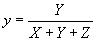 y = Y / (X + Y + Z)